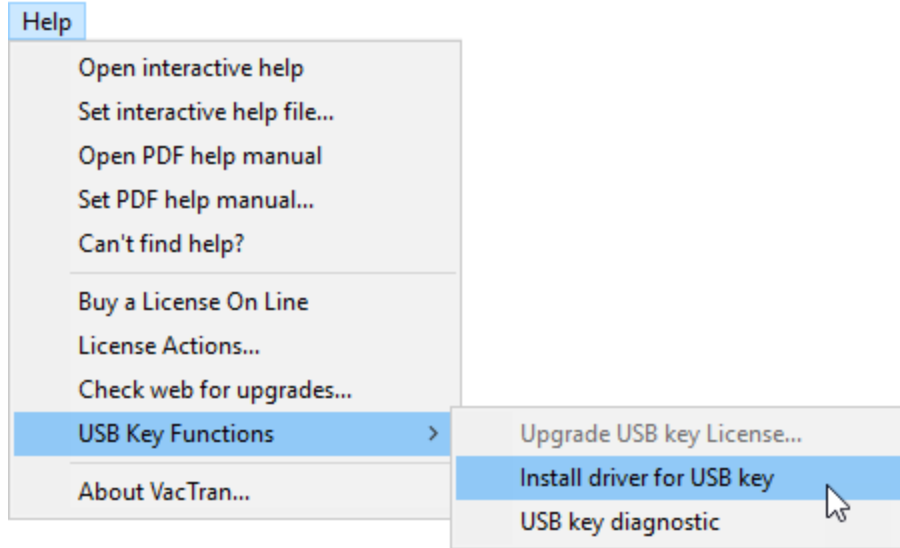 Help
Open interactive help
Set interactive help file...
Open PDF help manual
Set PDF help manual...
Can't find help?
Buy a License On Line
License Actions...
Check web for upgrades...
USB Key Functions
Upgrade USB key License...
Install driver for USB key
USB key diagnostic
About VacTran...